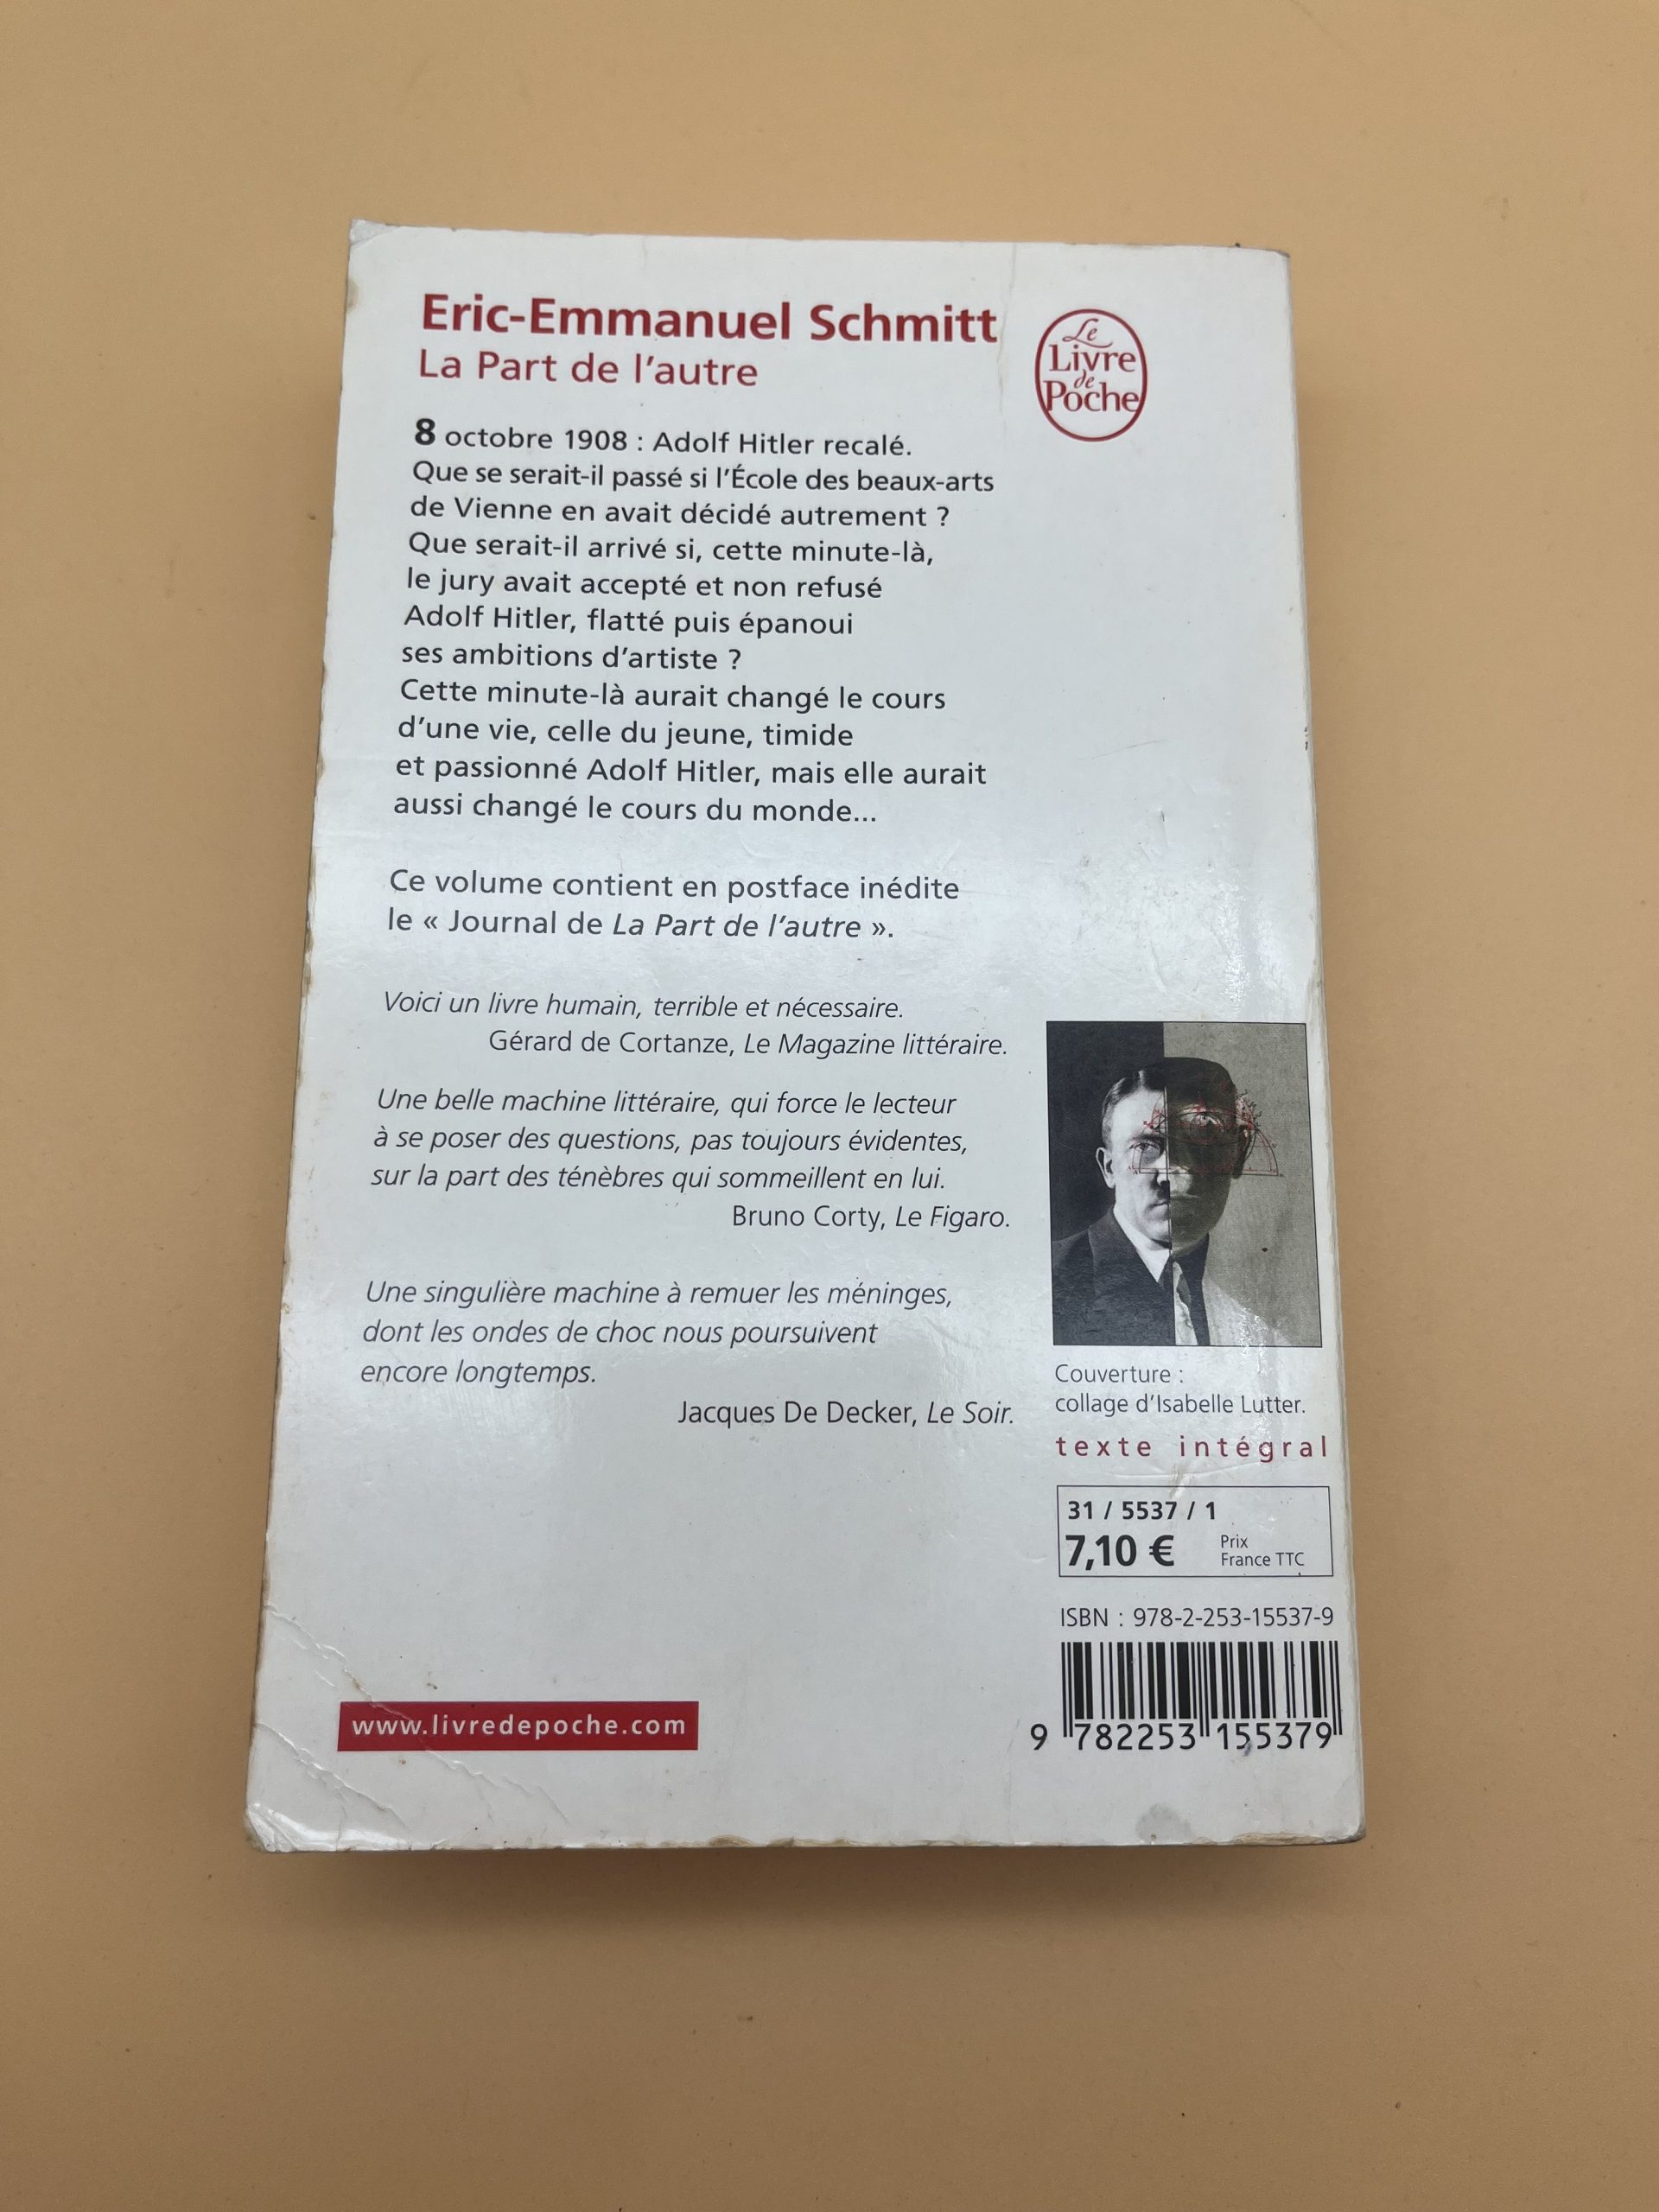 Eric-Emmanuel Schmitt
La Part de l'autre
Le
Livre
de
Poche
8 octobre 1908 : Adolf Hitler recalé.
Que se serait-il passé si l'École des beaux-arts
de Vienne en avait décidé autrement ?
Que serait-il arrivé si, cette minute-là,
le jury avait accepté et non refusé
Adolf Hitler, flatté puis épanoui
ses ambitions d'artiste ?
Cette minute-là aurait changé le cours
d'une vie, celle du jeune, timide
et passionné Adolf Hitler, mais elle aurait
aussi changé le cours du monde...
Ce volume contient en postface inédite
le « Journal de La Part de l'autre ».
Voici un livre humain, terrible et nécessaire.
Gérard de Cortanze, Le Magazine littéraire.
Une belle machine littéraire, qui force le lecteur
à se poser des questions, pas toujours évidentes,
sur la part des ténèbres qui sommeillent en lui.
Bruno Corty, Le Figaro.
Une singulière machine à remuer les méninges,
dont les ondes de choc nous poursuivent
encore longtemps.
Jacques De Decker, Le Soir.
Couverture :
collage d'Isabelle Lutter.
texte intégral
31 / 5537 / 1
7,10 € Prix
France TTC
ISBN : 978-2-253-15537-9
9 782253 155379
www.livredepoche.com